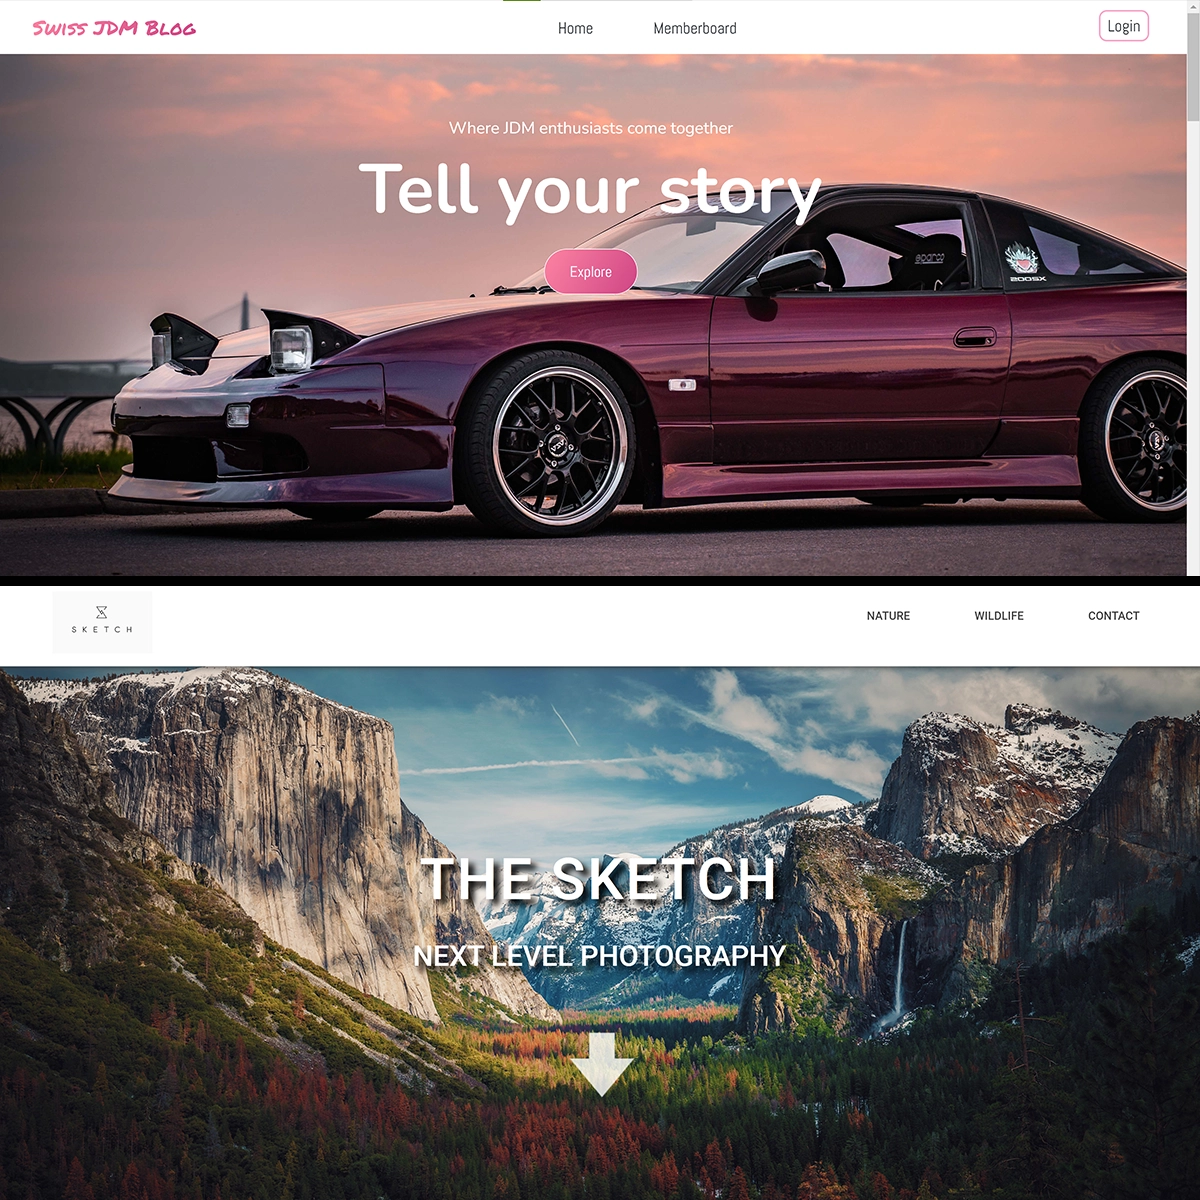 Swiss JDM Blog
Home
Memberboard
Login
Where JDM enthusiasts come together
Tell your story
Explore
sparco
200SX
SKETCH
NATURE
WILDLIFE
CONTACT
THE SKETCH
NEXT LEVEL PHOTOGRAPHY